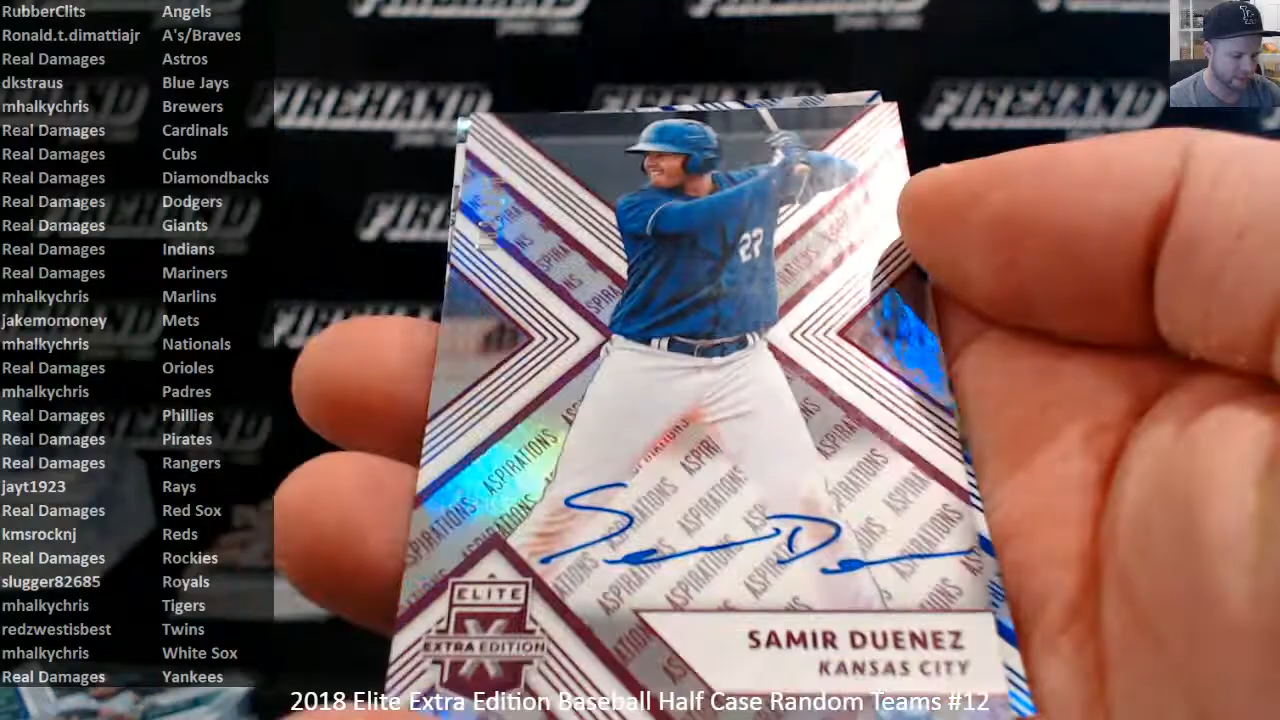 RubberClits Angels
Ronald.t.dimattiajr A's/Braves
Real Damages Astros
dkstraus Blue Jays
mhalkychris Brewers
Real Damages Cardinals
Real Damages Cubs
Real Damages Diamondbacks
Real Damages Dodgers
Real Damages Giants
Real Damages Indians
Real Damages Mariners
mhalkychris Marlins
jakemomoney Mets
mhalkychris Nationals
Real Damages Orioles
mhalkychris Padres
Real Damages Phillies
Real Damages Pirates
Real Damages Rangers
jayt1923 Rays
Real Damages Red Sox
kmsrocknj Reds
Real Damages Rockies
slugger82685 Royals
mhalkychris Tigers
redzwestisbest Twins
mhalkychris White Sox
Real Damages Yankees
FIREHAND
FIREHAND
27
ASPIRATIONS
ASPIRATIONS
ASPIRATIONS
ELITE
EXTRA EDITION
SAMIR DUENEZ
KANSAS CITY
2018 Elite Extra Edition Baseball Half Case Random Teams #12